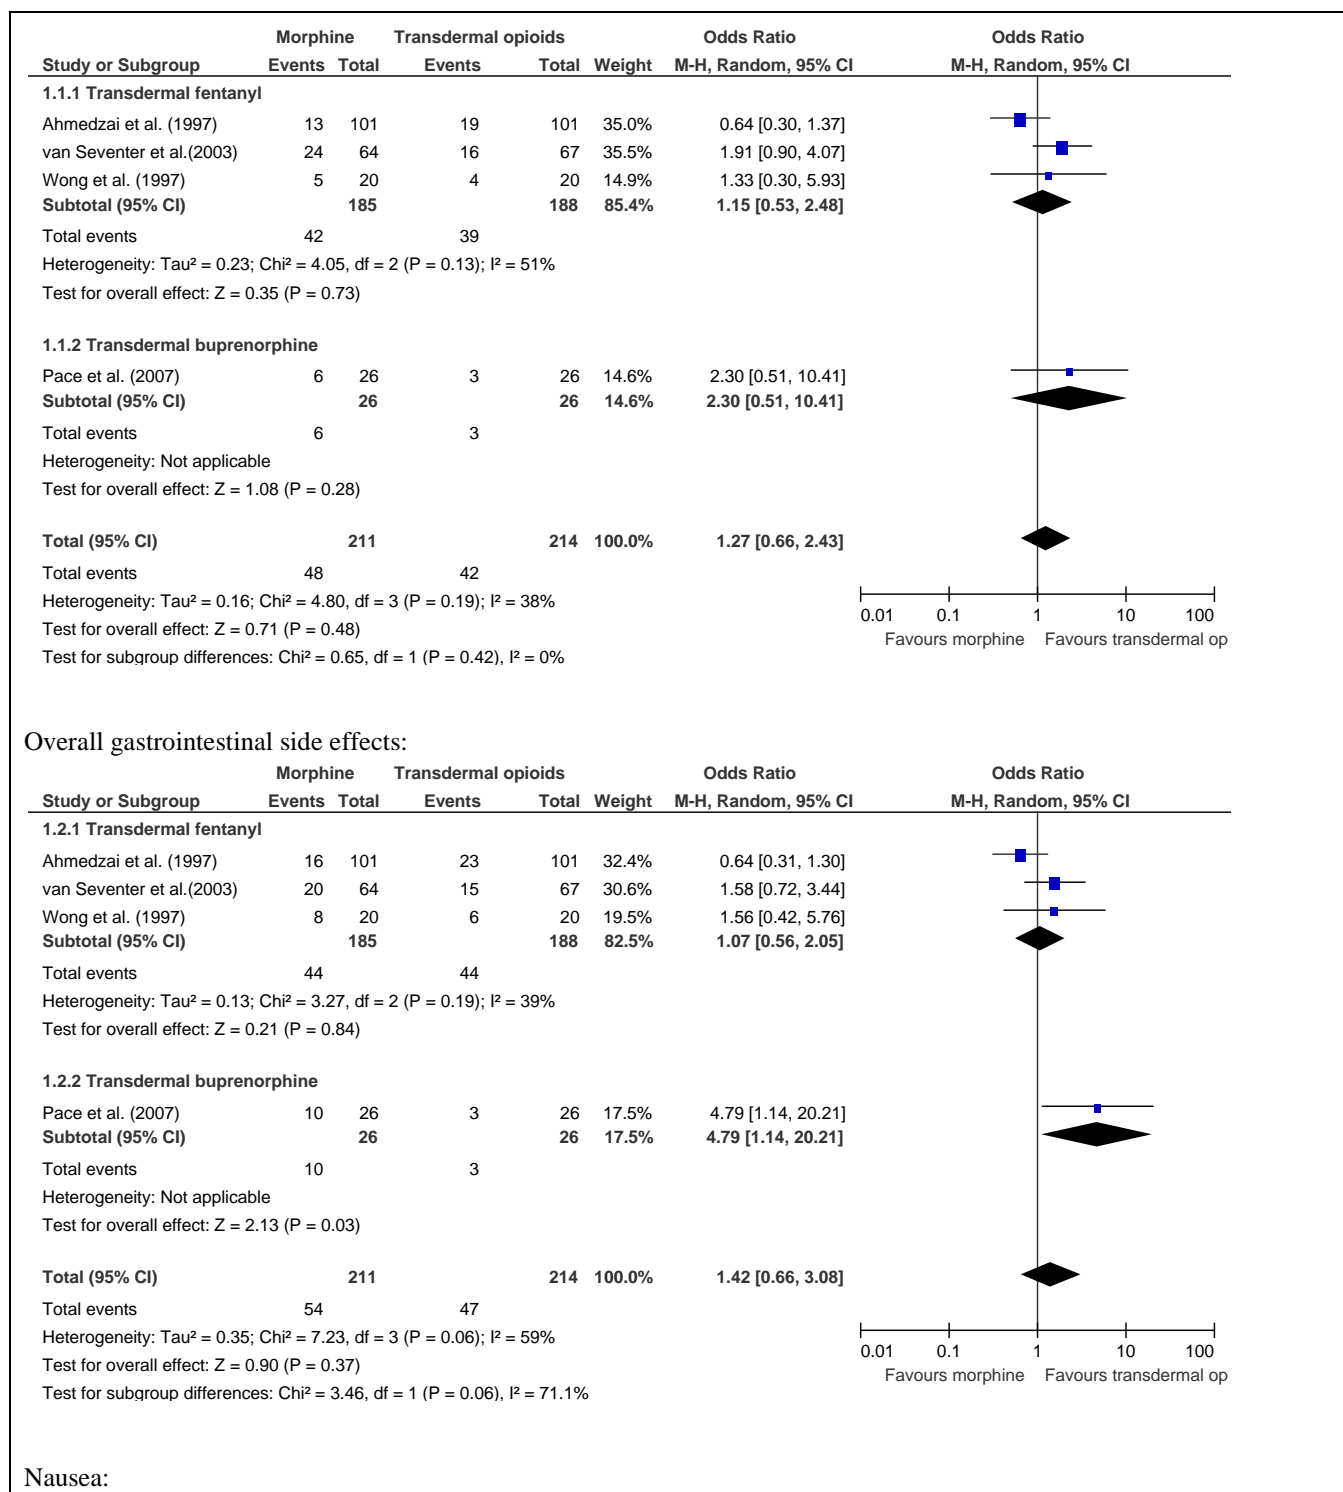 Morphine Transdermal opioids Odds Ratio Odds Ratio
Study or Subgroup Events Total Events Total Weight M-H, Random, 95% CI M-H, Random, 95% CI
1.1.1 Transdermal fentanyl
Ahmedzai et al. (1997) 13 101 19 101 35.0% 0.64 [0.30, 1.37]
van Seventer et al.(2003) 24 64 16 67 35.5% 1.91 [0.90, 4.07]
Wong et al. (1997) 5 20 4 20 14.9% 1.33 [0.30, 5.93]
Subtotal (95% CI) 185 188 85.4% 1.15 [0.53, 2.48]
Total events 42 39
Heterogeneity: Tau² = 0.23; Chi² = 4.05, df = 2 (P = 0.13); I² = 51%
Test for overall effect: Z = 0.35 (P = 0.73)
1.1.2 Transdermal buprenorphine
Pace et al. (2007) 6 26 3 26 14.6% 2.30 [0.51, 10.41]
Subtotal (95% CI) 26 26 14.6% 2.30 [0.51, 10.41]
Total events 6 3
Heterogeneity: Not applicable
Test for overall effect: Z = 1.08 (P = 0.28)
Total (95% CI) 211 214 100.0% 1.27 [0.66, 2.43]
Total events 48 42
Heterogeneity: Tau² = 0.16; Chi² = 4.80, df = 3 (P = 0.19); I² = 38%
Test for overall effect: Z = 0.71 (P = 0.48)
Test for subgroup differences: Chi² = 0.65, df = 1 (P = 0.42), I² = 0%
0.01 0.1 1 10 100
Favours morphine Favours transdermal op
Overall gastrointestinal side effects:
Morphine Transdermal opioids Odds Ratio Odds Ratio
Study or Subgroup Events Total Events Total Weight M-H, Random, 95% CI M-H, Random, 95% CI
1.2.1 Transdermal fentanyl
Ahmedzai et al. (1997) 16 101 23 101 32.4% 0.64 [0.31, 1.30]
van Seventer et al.(2003) 20 64 15 67 30.6% 1.58 [0.72, 3.44]
Wong et al. (1997) 8 20 6 20 19.5% 1.56 [0.42, 5.76]
Subtotal (95% CI) 185 188 82.5% 1.07 [0.56, 2.05]
Total events 44 44
Heterogeneity: Tau² = 0.13; Chi² = 3.27, df = 2 (P = 0.19); I² = 39%
Test for overall effect: Z = 0.21 (P = 0.84)
1.2.2 Transdermal buprenorphine
Pace et al. (2007) 10 26 3 26 17.5% 4.79 [1.14, 20.21]
Subtotal (95% CI) 26 26 17.5% 4.79 [1.14, 20.21]
Total events 10 3
Heterogeneity: Not applicable
Test for overall effect: Z = 2.13 (P = 0.03)
Total (95% CI) 211 214 100.0% 1.42 [0.66, 3.08]
Total events 54 47
Heterogeneity: Tau² = 0.35; Chi² = 7.23, df = 3 (P = 0.06); I² = 59%
Test for overall effect: Z = 0.90 (P = 0.37)
Test for subgroup differences: Chi² = 3.46, df = 1 (P = 0.06), I² = 71.1%
0.01 0.1 1 10 100
Favours morphine Favours transdermal op
Nausea: